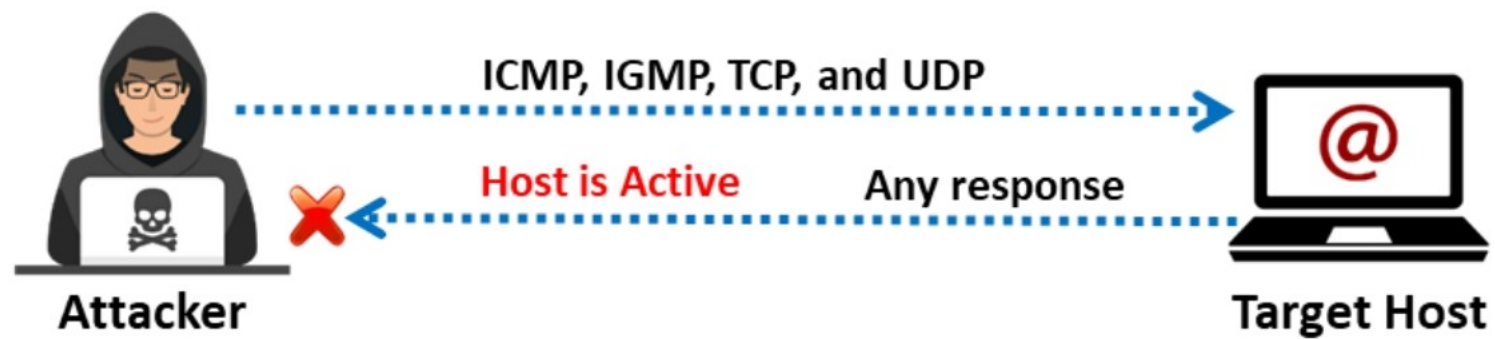 ICMP, IGMP, TCP, and UDP
@
Host is Active Any response
Attacker Target Host